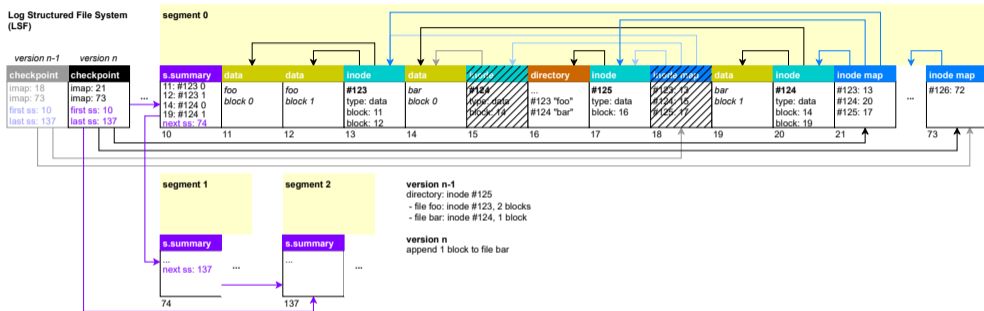 Log Structured File System
(LSF)
segment 0
version n-1
version n
checkpoint
imap: 18
imap: 73
first ss: 10
last ss: 137
checkpoint
imap: 21
imap: 73
first ss: 10
last ss: 137
...
s.summary
11: #123 0
12: #123 1
14: #124 0
19: #124 1
next ss: 74
10
data
foo
block 0
11
data
foo
block 1
12
inode
#123
type: data
block: 11
block: 12
13
data
bar
block 0
14
inode
#124
type: data
block: 14
15
directory
...
#123 "foo"
#124 "bar"
16
inode
#125
type: data
block: 16
17
inode map
#123: 13
#124: 15
#125: 17
18
data
bar
block 1
19
inode
#124
type: data
block: 14
block: 19
20
inode map
#123: 13
#124: 20
#125: 17
21
...
inode map
#126: 72
73
segment 1
s.summary
...
next ss: 137
74
...
segment 2
s.summary
...
137
...
version n-1
directory: inode #125
- file foo: inode #123, 2 blocks
- file bar: inode #124, 1 block
version n
append 1 block to file bar